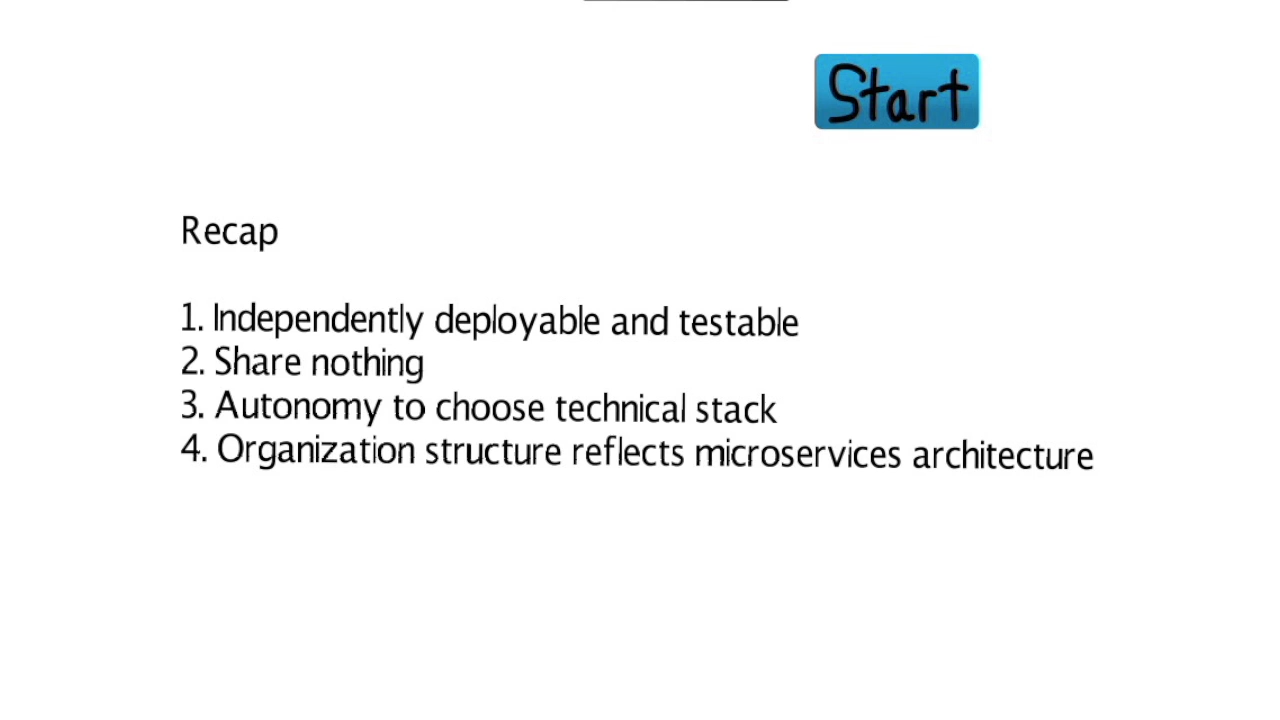 Start
Recap
1. Independently deployable and testable
2. Share nothing
3. Autonomy to choose technical stack
4. Organization structure reflects microservices architecture